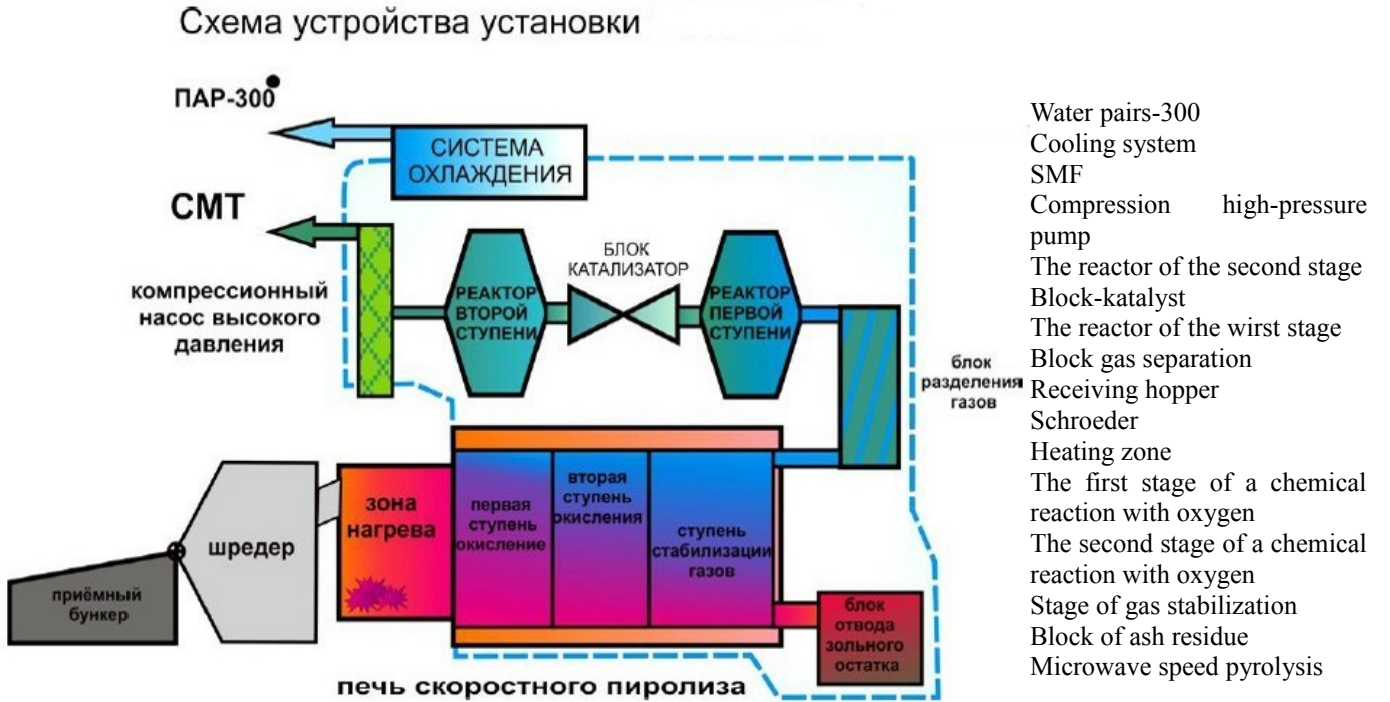 Схема устройства установки
ПАР-300
СИСТЕМА
ОХЛАЖДЕНИЯ
СМТ
компрессионный
насос высокого
давления
РЕАКТОР
ВТОРОЙ
СТУПЕНИ
БЛОК
КАТАЛИЗАТОР
РЕАКТОР
ПЕРВОЙ
СТУПЕНИ
блок
разделения
газов
приёмный
бункер
шредер
зона
нагрева
первая
ступень
окисление
вторая
ступень
окисления
ступень
стабилизации
газов
блок
отвода
зольного
остатка
печь скоростного пиролиза
Water pairs-300
Cooling system
SMF
Compression high-pressure
pump
The reactor of the second stage
Block-katalyst
The reactor of the wirst stage
Block gas separation
Receiving hopper
Schroeder
Heating zone
The first stage of a chemical
reaction with oxygen
The second stage of a chemical
reaction with oxygen
Stage of gas stabilization
Block of ash residue
Microwave speed pyrolysis